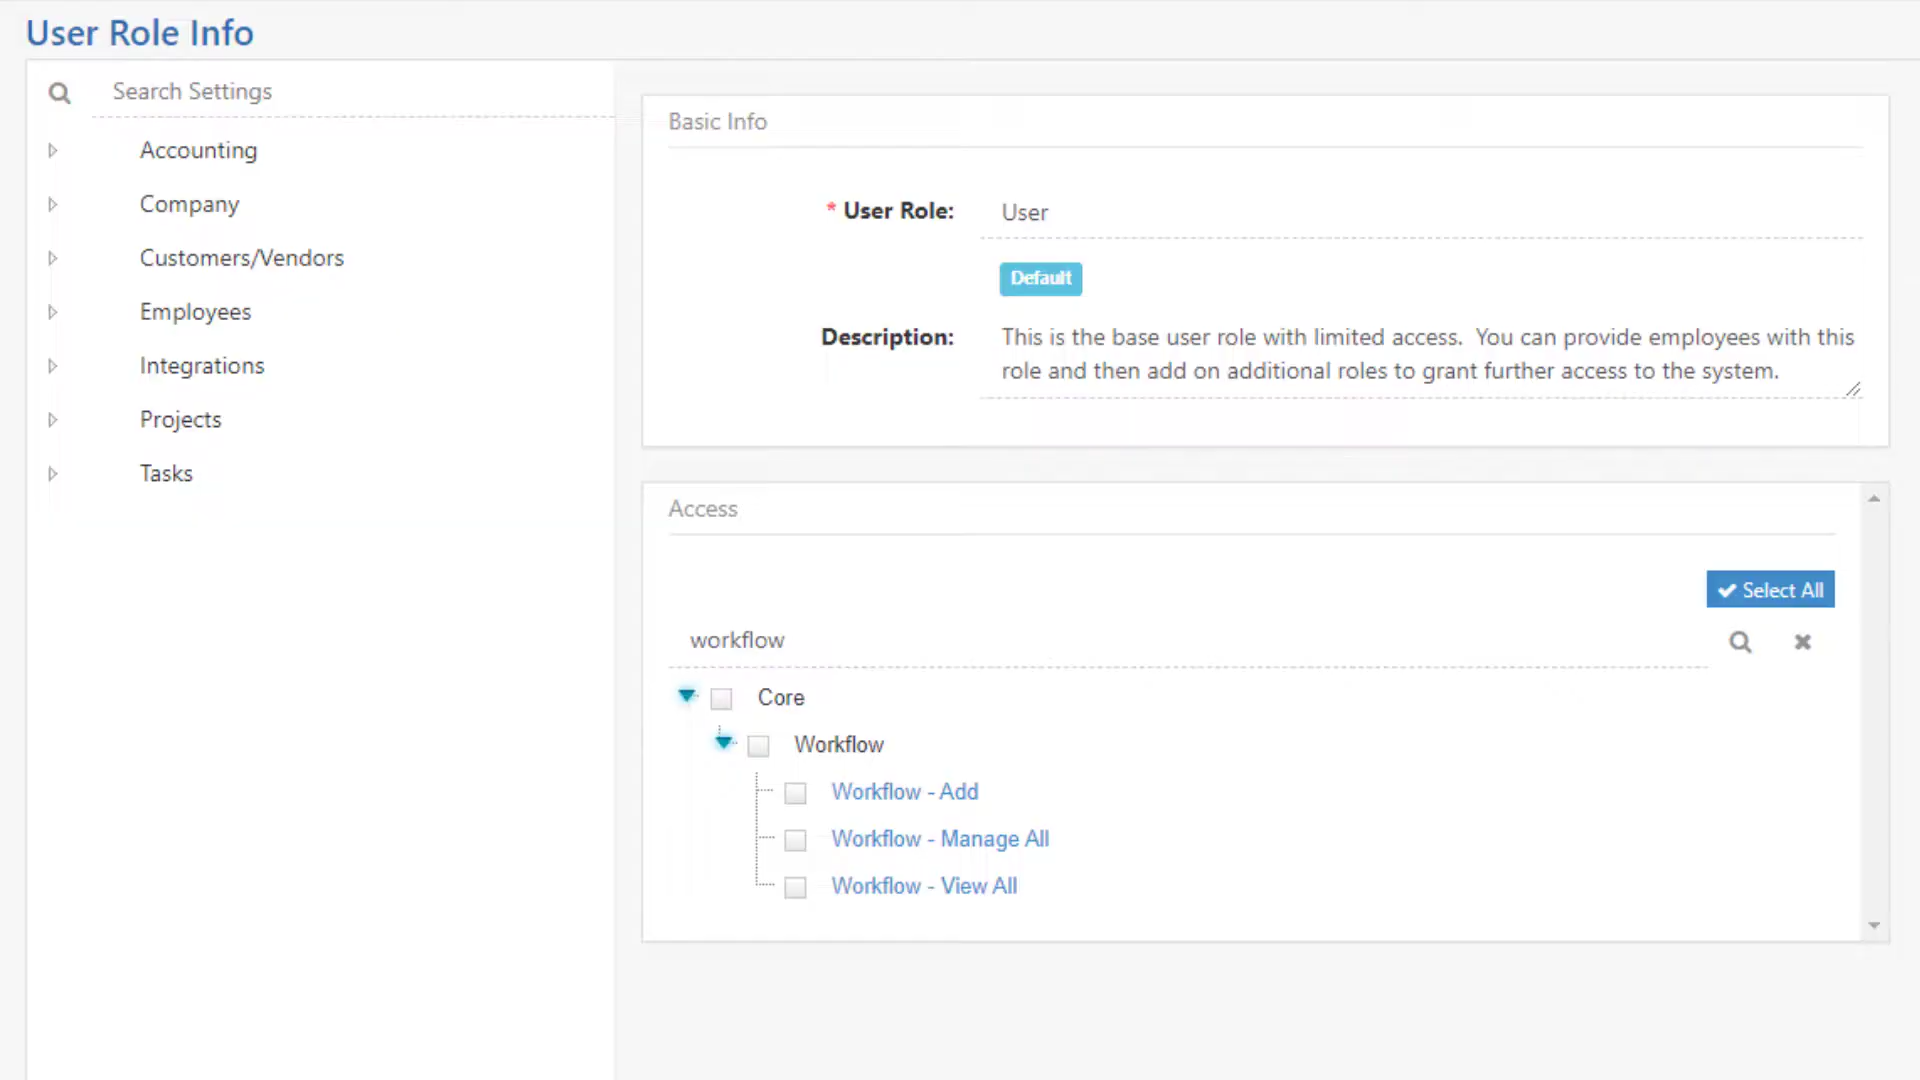 User Role Info
Search Settings
Accounting
Company
Customers/Vendors
Employees
Integrations
Projects
Tasks
Basic Info
* User Role: User
Default
Description: This is the base user role with limited access.  You can provide employees with this
role and then add on additional roles to grant further access to the system.
Access
Select All
workflow
Core
Workflow
Workflow - Add
Workflow - Manage All
Workflow - View All